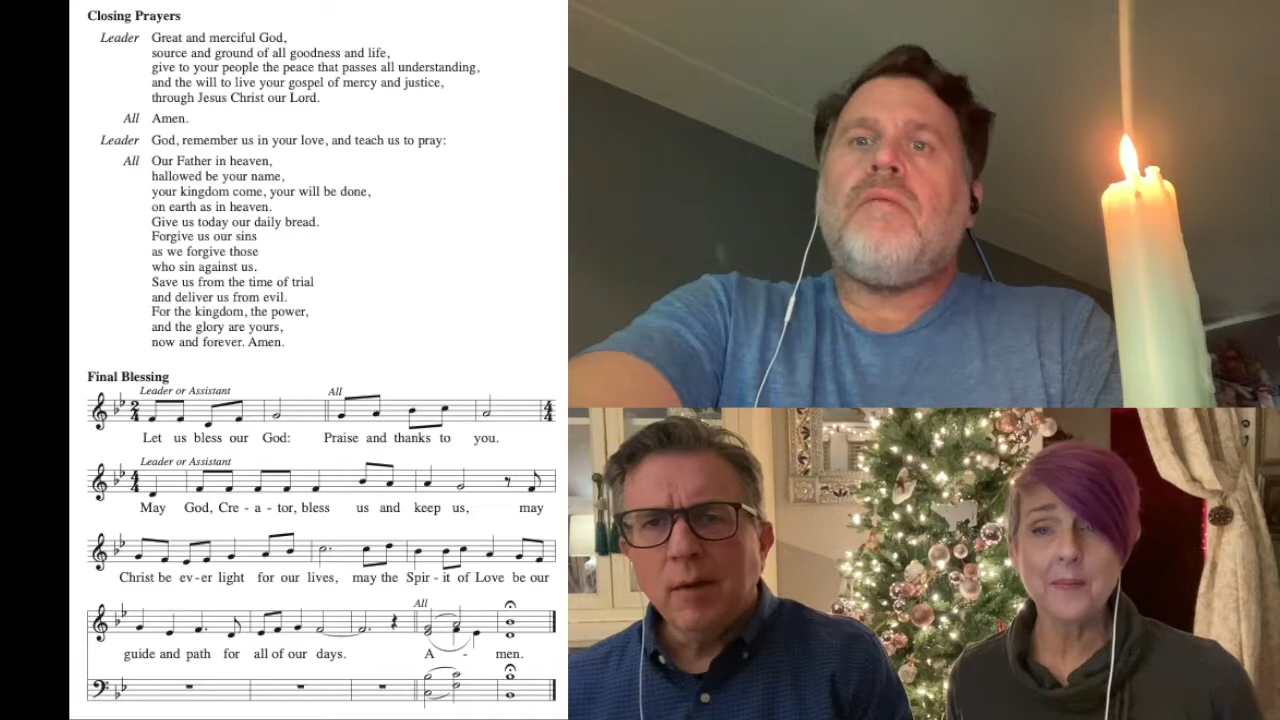 Closing Prayers
Leader Great and merciful God,
source and ground of all goodness and life,
give to your people the peace that passes all understanding,
and the will to live your gospel of mercy and justice,
through Jesus Christ our Lord.
All Amen.
Leader God, remember us in your love, and teach us to pray:
All Our Father in heaven,
hallowed be your name,
your kingdom come, your will be done,
on earth as in heaven.
Give us today our daily bread.
Forgive us our sins
as we forgive those
who sin against us.
Save us from the time of trial
and deliver us from evil.
For the kingdom, the power,
and the glory are yours,
now and forever. Amen.
Final Blessing
Leader or Assistant All
2 4 4 4
Let us bless our God: Praise and thanks to you.
Leader or Assistant
4 4
May God, Cre - a - tor, bless us and keep us, may
Christ be ev-er light for our lives, may the Spir - it of Love be our
All
guide and path for all of our days. A - men.